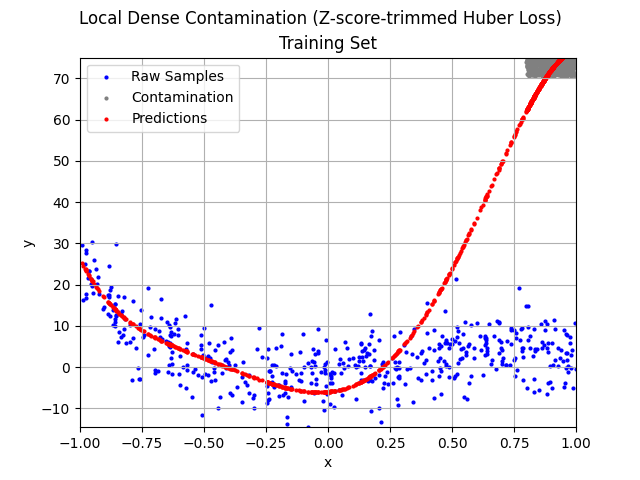 Local Dense Contamination (Z-score-trimmed Huber Loss)
Training Set
Raw Samples
Contamination
Predictions
y
70
60
50
40
30
20
10
0
−10
−1.00 −0.75 −0.50 −0.25 0.00 0.25 0.50 0.75 1.00
x